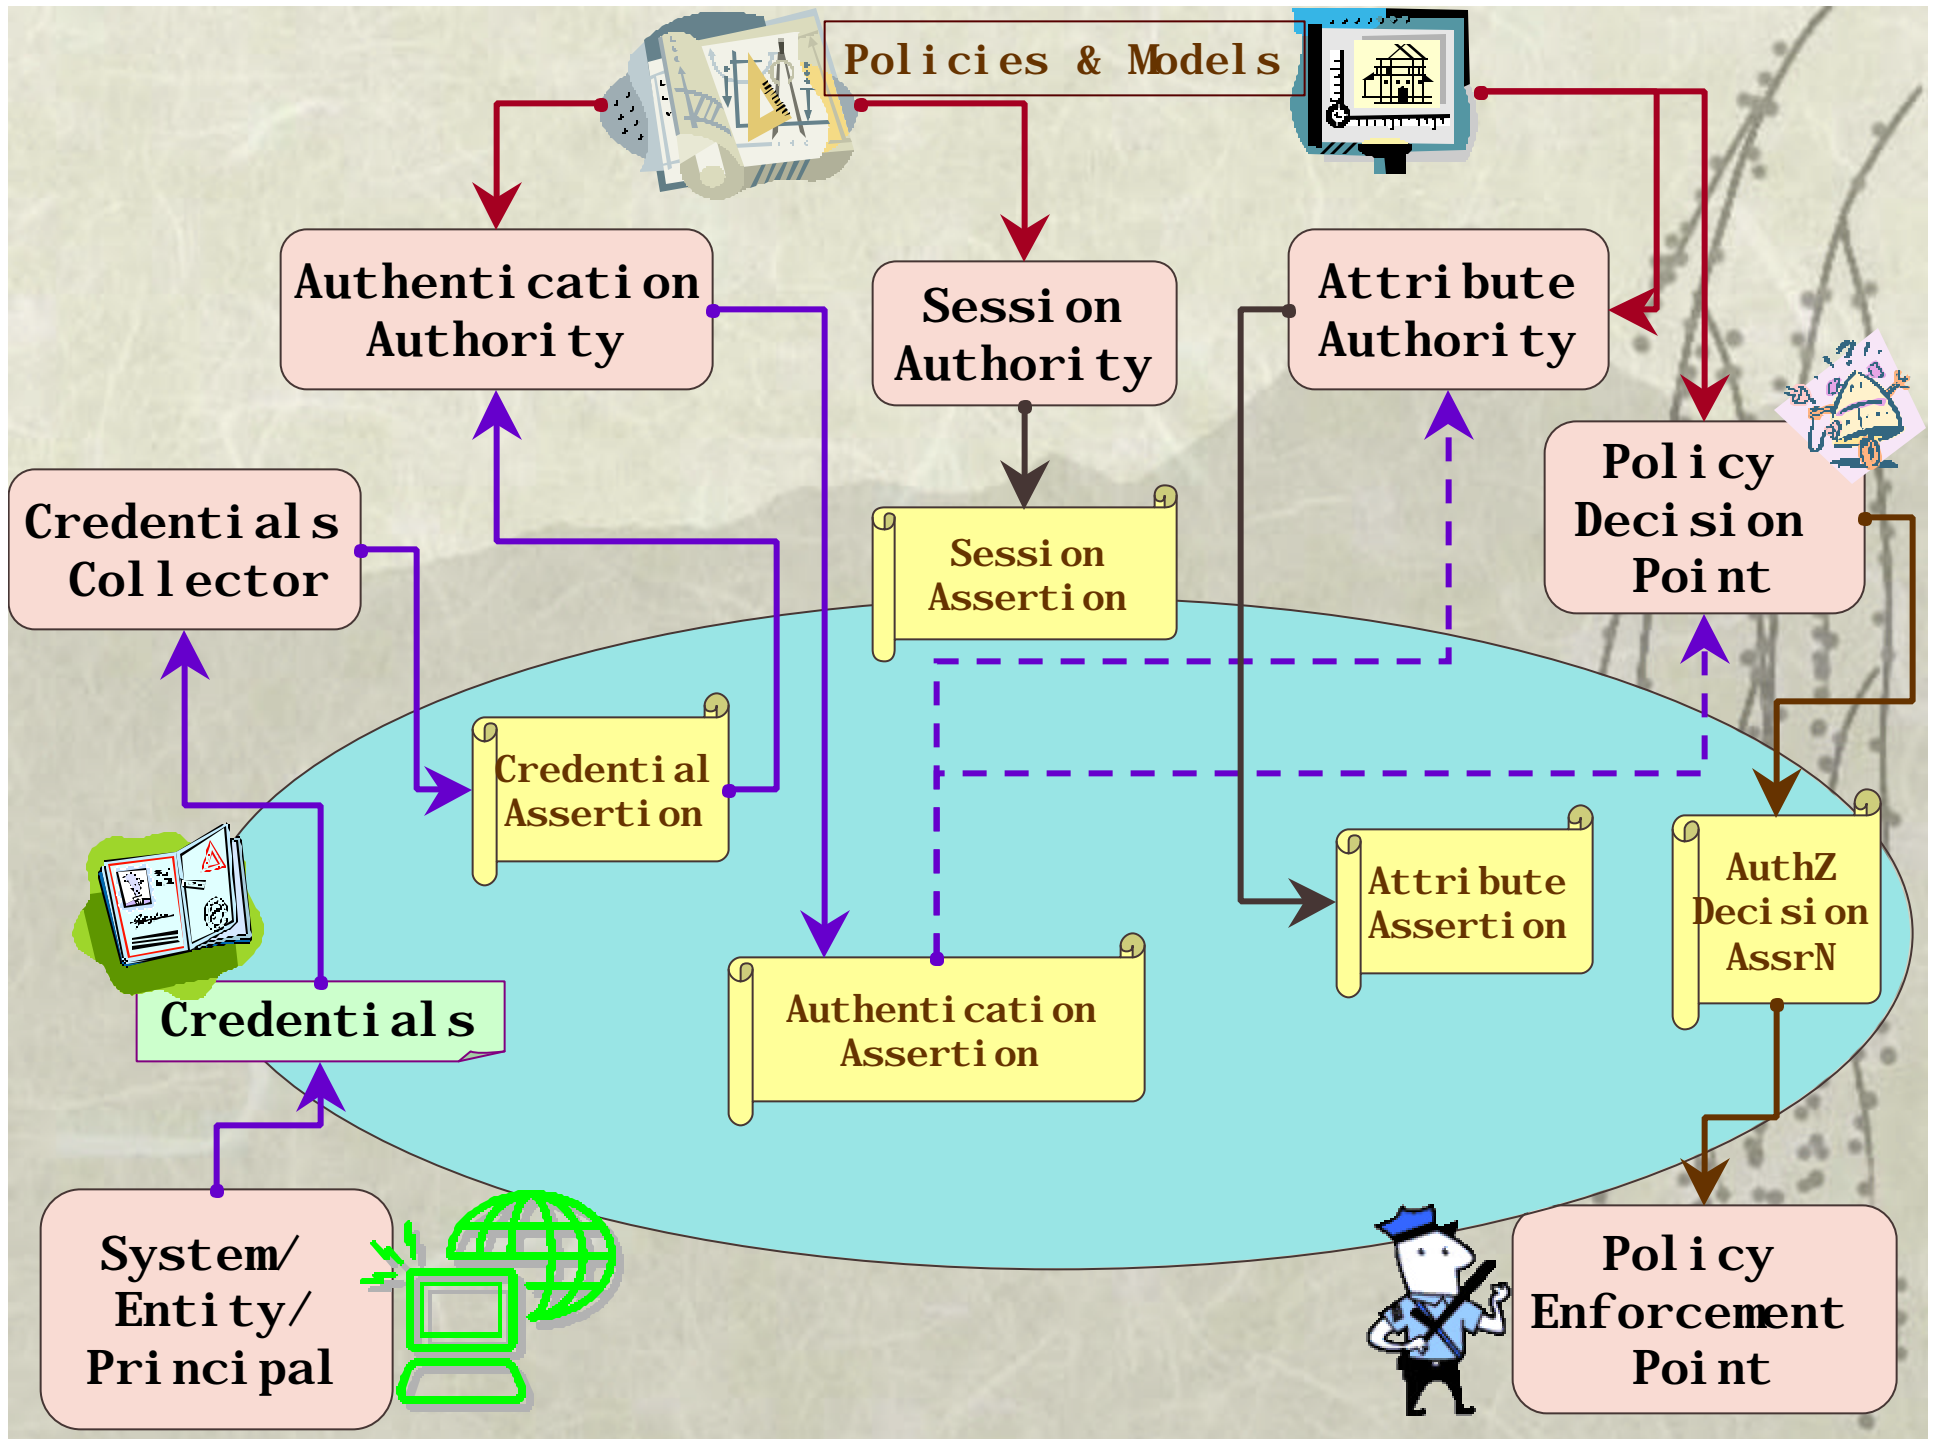 Policies & Models
Authentication
Authority
Session
Authority
Attribute
Authority
Policy
Decision
Point
Credentials
Collector
Session
Assertion
Credential
Assertion
Attribute
Assertion
AuthZ
Decision
AssrN
Authentication
Assertion
Credentials
System/
Entity/
Principal
Policy
Enforcement
Point